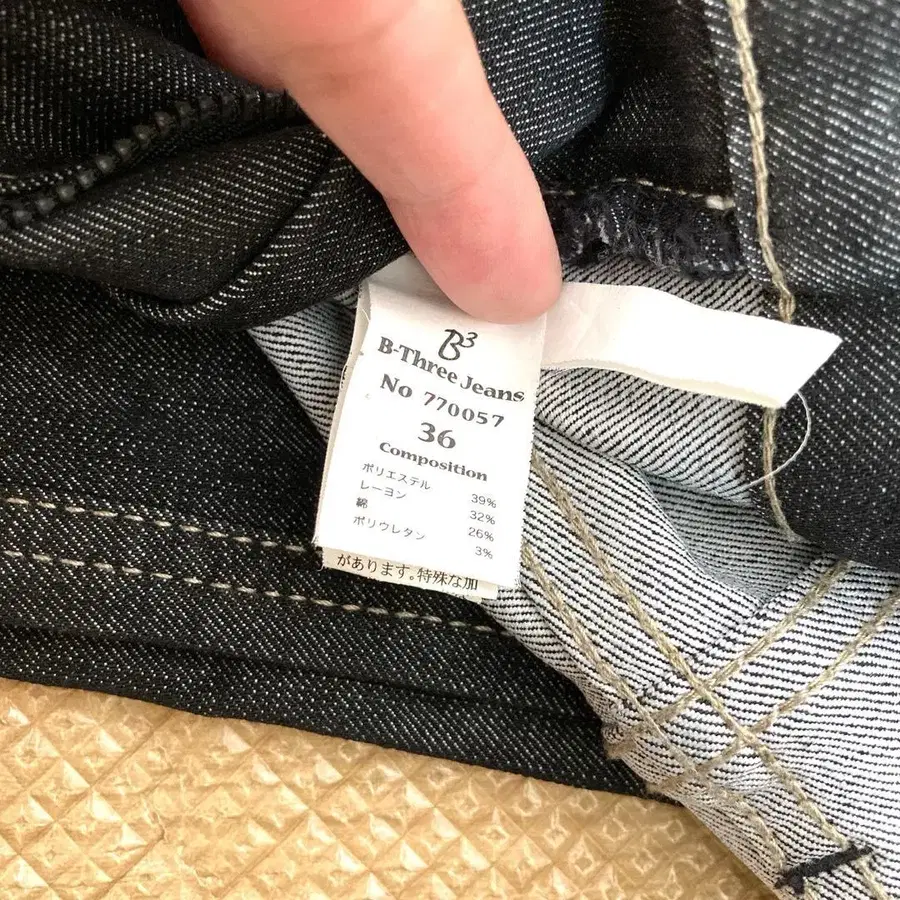 B³
B-Three Jeans
No 770057
36
Composition
ポリエステル 39%
レーヨン 32%
綿 26%
ポリウレタン 3%
があります。特殊な加